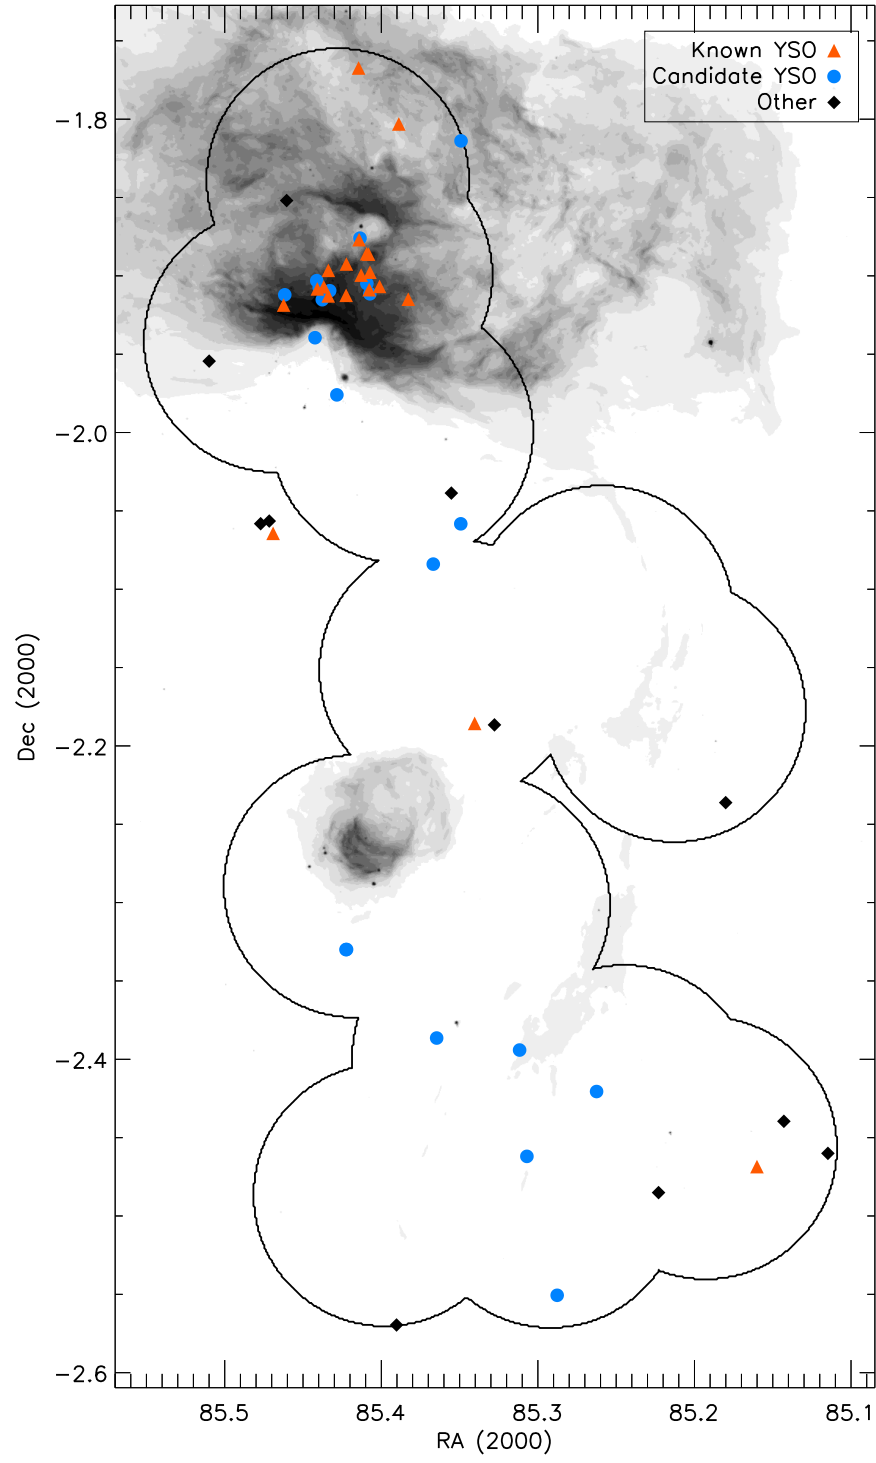 Known YSO
Candidate YSO
Other
−1.8
−2.0
−2.2
−2.4
−2.6
Dec (2000)
85.5 85.4 85.3 85.2 85.1
RA (2000)